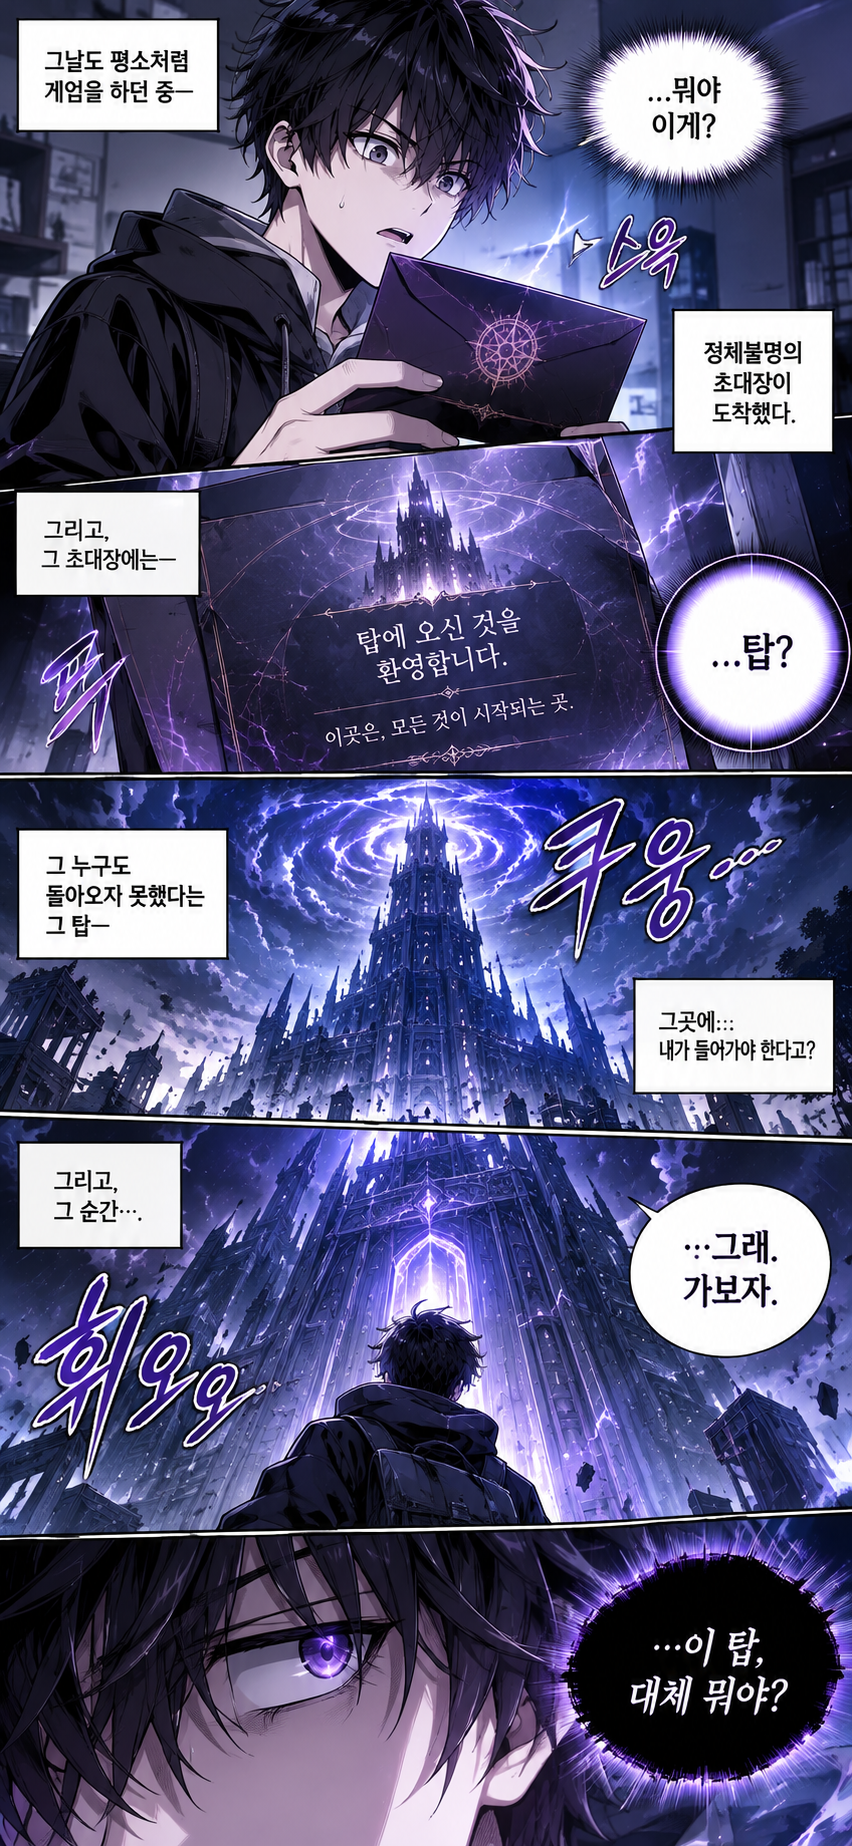 그날도 평소처럼
게엄을 하던 중—
...뭐야
이게?
스윽
정체불명의
초대장이
도착했다.
그리고,
그 초대장에는—
탑에 오신 것을
환영합니다.
이곳은, 모든 것이 시작되는 곳.
...탑?
그 누구도
돌아오자 못했다는
그 탑—
쿠웅...
그곳에...
내가 들어가야 한다고?
그리고,
그 순간….
...그래.
가보자.
휘오오...
...이 탑,
대체 뭐야?